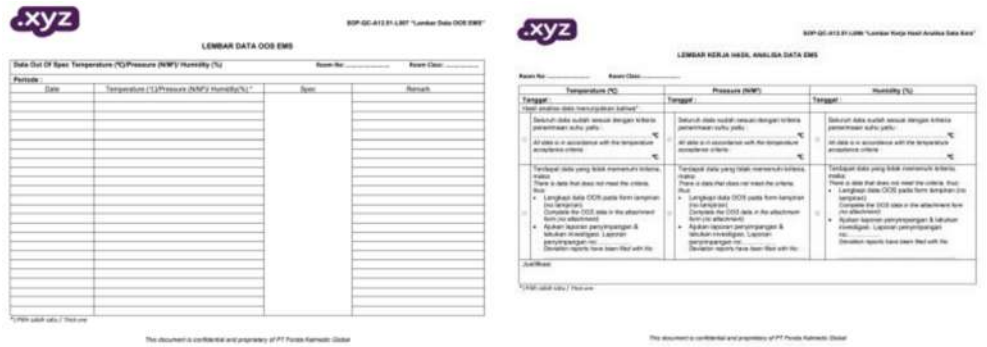 .xyz
SOP-QC-A12.51-L007 "Lembar Data OOS EMS"
LEMBAR DATA OOS EMS
Data Out Of Spec Temperature (°C)/Pressure (N/M²)/ Humidity (%) Room No: Room Class:
Periode :
Date Temperature (°C)/Pressure (N/M²)/ Humidity(%) * Spec Remark
*) Pilih salah satu / Thick one
This document is confidential and proprietary of PT Forsta Kalmedic Global
.xyz
"Lembar Kerja Hasil Analisa Data Ems"
LEMBAR KERJA HASIL ANALISA DATA EMS
Room No: Room Class:
Temperature (°C) Pressure (N/M²) Humidity (%)
Tanggal : Tanggal : Tanggal :
Hasil analisa data menunjukkan bahwa* :
Seluruh data sudah sesuai dengan kriteria penerimaan suhu yaitu :
°C
All data is in accordance with the temperature acceptance criteria
°C
Seluruh data sudah sesuai dengan kriteria penerimaan suhu yaitu :
°C
All data is in accordance with the temperature acceptance criteria
°C
Seluruh data sudah sesuai dengan kriteria penerimaan suhu yaitu :
°C
All data is in accordance with the temperature acceptance criteria
°C
Terdapat data yang tidak memenuhi kriteria, maka:
There is data that does not meet the criteria, thus
• Lengkapi data OOS pada form lampiran (no lampiran)
Complete the OOS data in the attachment form (no attachment)
• Ajukan laporan penyimpangan & lakukan investigasi. Laporan penyimpangan no:
Deviation reports have been filed with No
Terdapat data yang tidak memenuhi kriteria, maka:
There is data that does not meet the criteria, thus
• Lengkapi data OOS pada form lampiran (no lampiran)
Complete the OOS data in the attachment form (no attachment)
• Ajukan laporan penyimpangan & lakukan investigasi. Laporan penyimpangan no:
Deviation reports have been filed with No
Terdapat data yang tidak memenuhi kriteria, maka:
There is data that does not meet the criteria, thus
• Lengkapi data OOS pada form lampiran (no lampiran)
Complete the OOS data in the attachment form (no attachment)
• Ajukan laporan penyimpangan & lakukan investigasi. Laporan penyimpangan no:
Deviation reports have been filed with No
Justifikasi:
*) Pilih salah satu / Thick one
This document is confidential and proprietary of PT Forsta Kalmedic Global